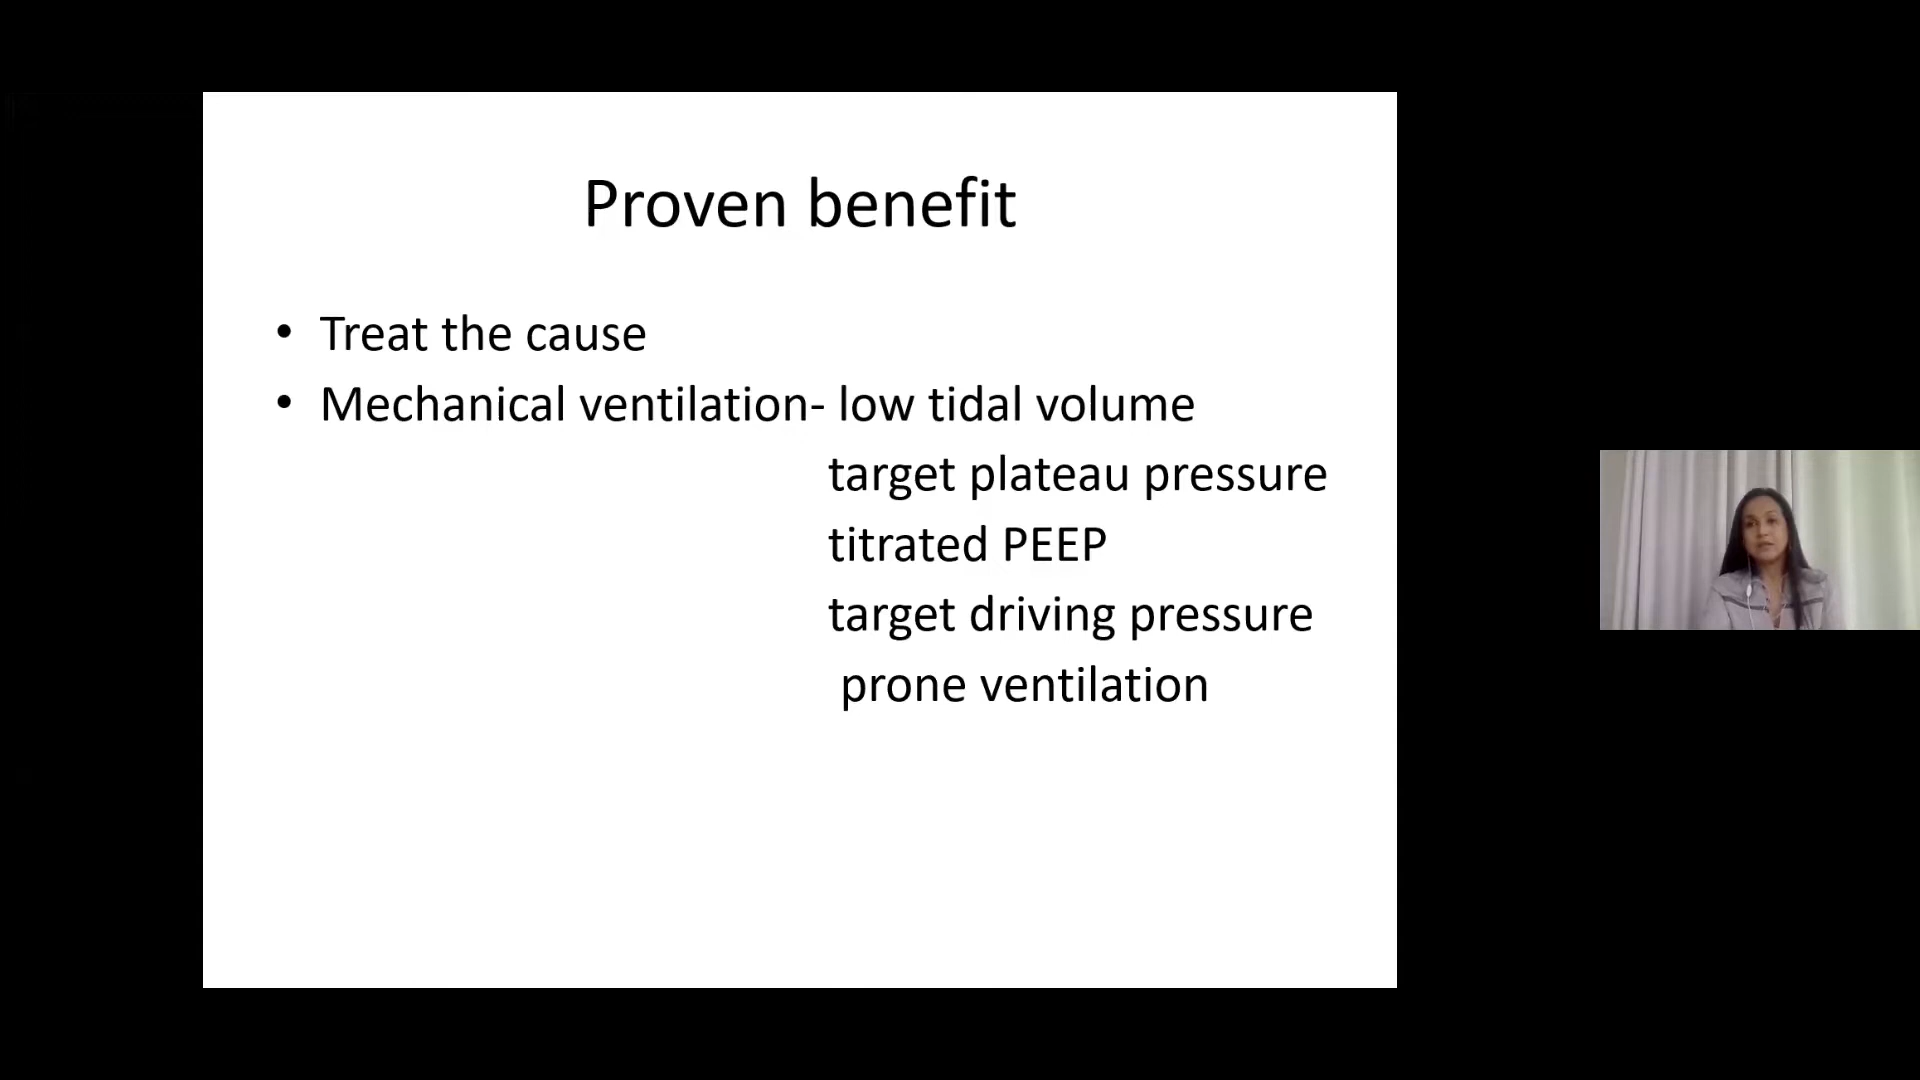 Proven benefit
• Treat the cause
• Mechanical ventilation- low tidal volume
target plateau pressure
titrated PEEP
target driving pressure
prone ventilation